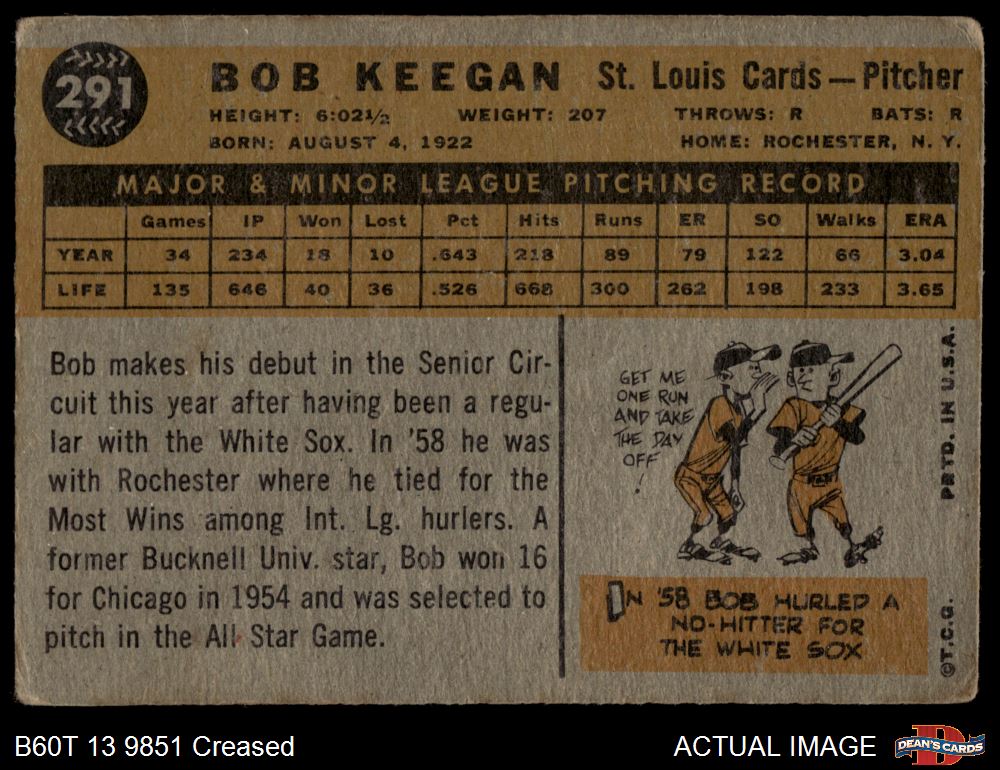 291
BOB KEEGAN St. Louis Cards—Pitcher
HEIGHT: 6:02½ WEIGHT: 207 THROWS: R BATS: R
BORN: AUGUST 4, 1922 HOME: ROCHESTER, N. Y.
MAJOR & MINOR LEAGUE PITCHING RECORD
Games IP Won Lost Pct Hits Runs ER SO Walks ERA
YEAR 34 234 18 10 .643 218 89 79 122 66 3.04
LIFE 135 646 40 36 .526 668 300 262 198 233 3.65
Bob makes his debut in the Senior Cir-
cuit this year after having been a regu-
lar with the White Sox. In '58 he was
with Rochester where he tied for the
Most Wins among Int. Lg. hurlers. A
former Bucknell Univ. star, Bob won 16
for Chicago in 1954 and was selected to
pitch in the All Star Game.
GET ME
ONE RUN
AND TAKE
THE DAY
OFF
!
IN '58 BOB HURLED A
NO-HITTER FOR
THE WHITE SOX
©T.C.G. PRTD. IN U.S.A.
B60T 13 9851 Creased ACTUAL IMAGE
D
DEAN'S CARDS